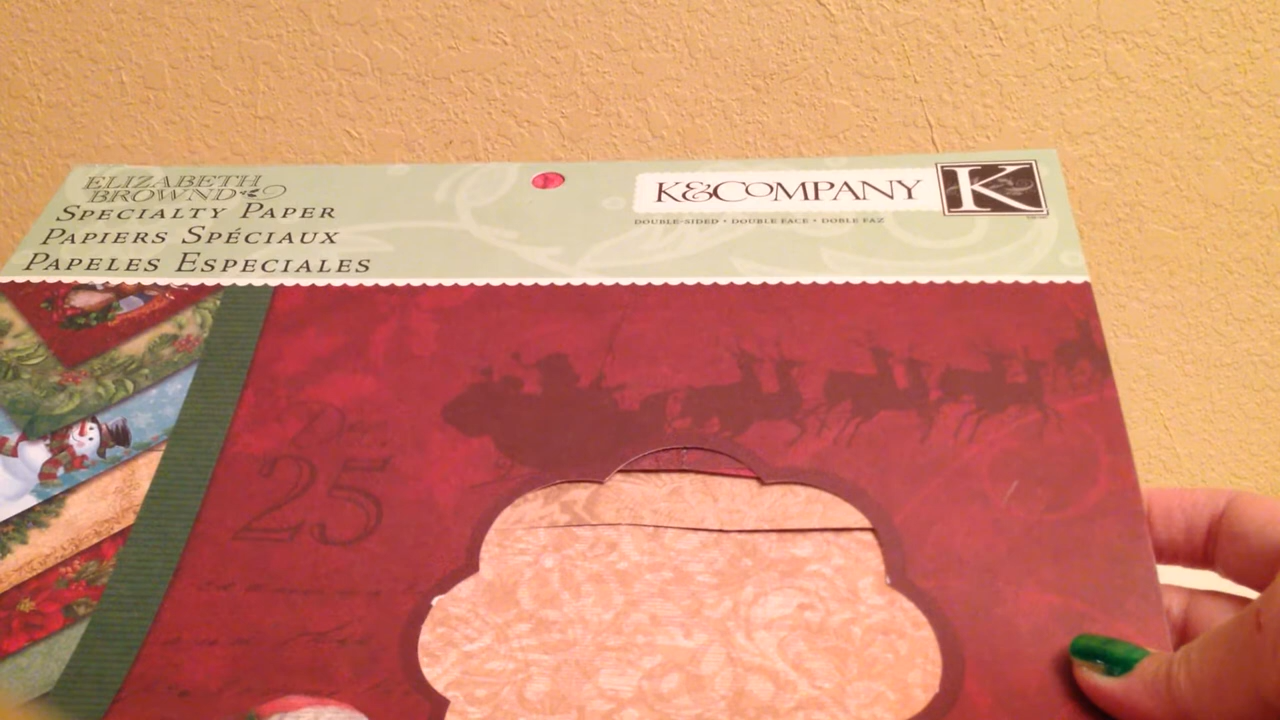 ELIZABETH
BROWND
SPECIALTY PAPER
PAPIERS SPÉCIAUX
PAPELES ESPECIALES
K&COMPANY
K
DOUBLE-SIDED • DOUBLE FACE • DOBLE FAZ
25